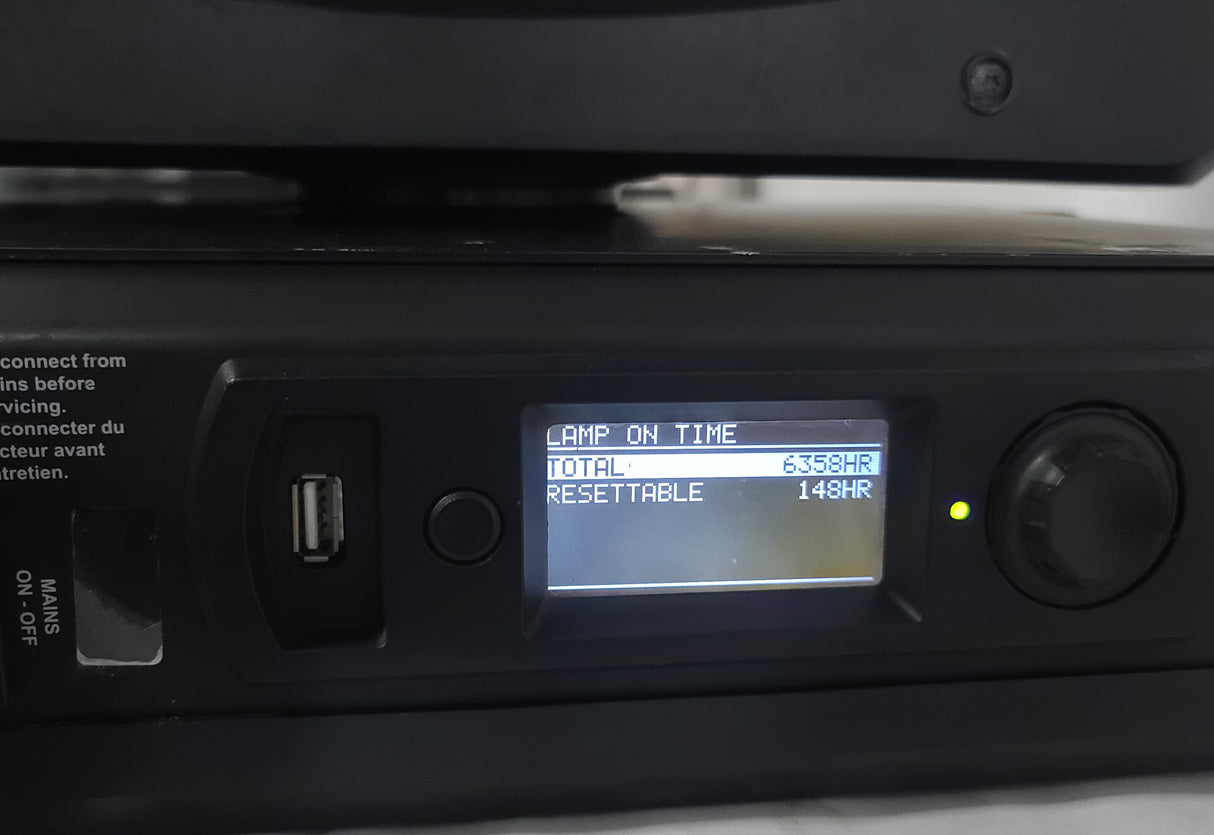 connect from
ins before
rvicing.
connecter du
cteur avant
ntretien.
MAINS
ON - OFF
LAMP ON TIME
TOTAL 6358HR
RESETTABLE 148HR